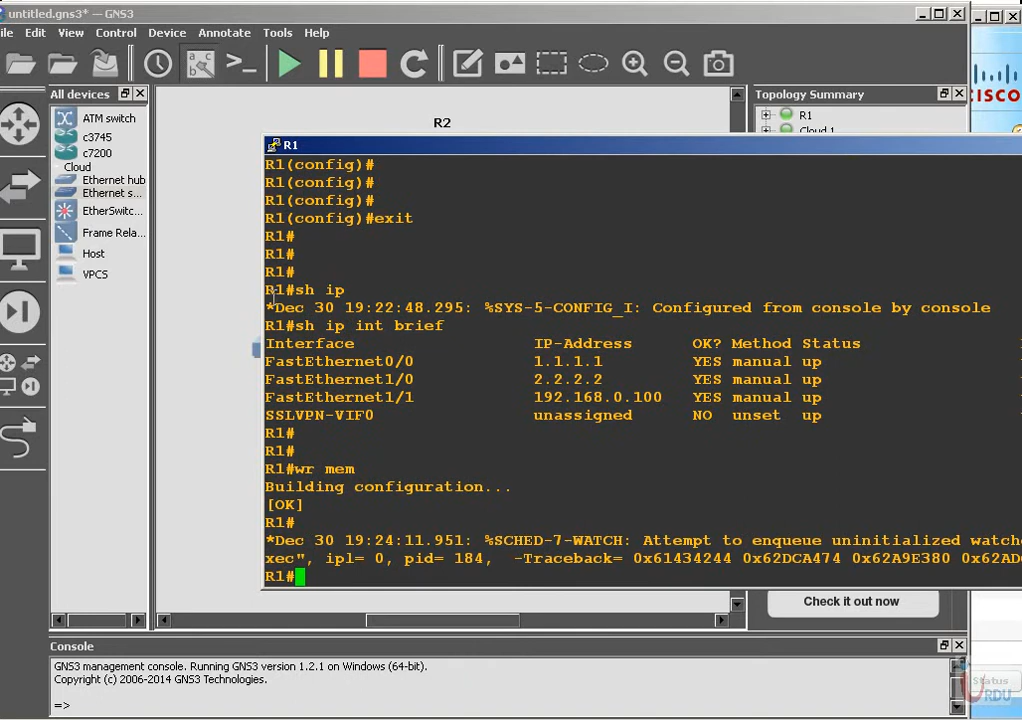 untitled.gns3* — GNS3
File Edit View Control Device Annotate Tools Help
All devices
ATM switch
c3745
c7200
Cloud
Ethernet hub
Ethernet s...
EtherSwitc...
Frame Rela...
Host
VPCS
R2
Topology Summary
R1
Cloud 1
CISCO
R1
R1(config)#
R1(config)#
R1(config)#
R1(config)#exit
R1#
R1#
R1#
R1#sh ip
*Dec 30 19:22:48.295: %SYS-5-CONFIG_I: Configured from console by console
R1#sh ip int brief
Interface IP-Address OK? Method Status
FastEthernet0/0 1.1.1.1 YES manual up
FastEthernet1/0 2.2.2.2 YES manual up
FastEthernet1/1 192.168.0.100 YES manual up
SSLVPN-VIF0 unassigned NO unset up
R1#
R1#
R1#wr mem
Building configuration...
[OK]
R1#
*Dec 30 19:24:11.951: %SCHED-7-WATCH: Attempt to enqueue uninitialized watche
xec", ipl= 0, pid= 184, -Traceback= 0x61434244 0x62DCA474 0x62A9E380 0x62AD
R1#
Check it out now
Console
GNS3 management console. Running GNS3 version 1.2.1 on Windows (64-bit).
Copyright (c) 2006-2014 GNS3 Technologies.
=>
Status
URDU